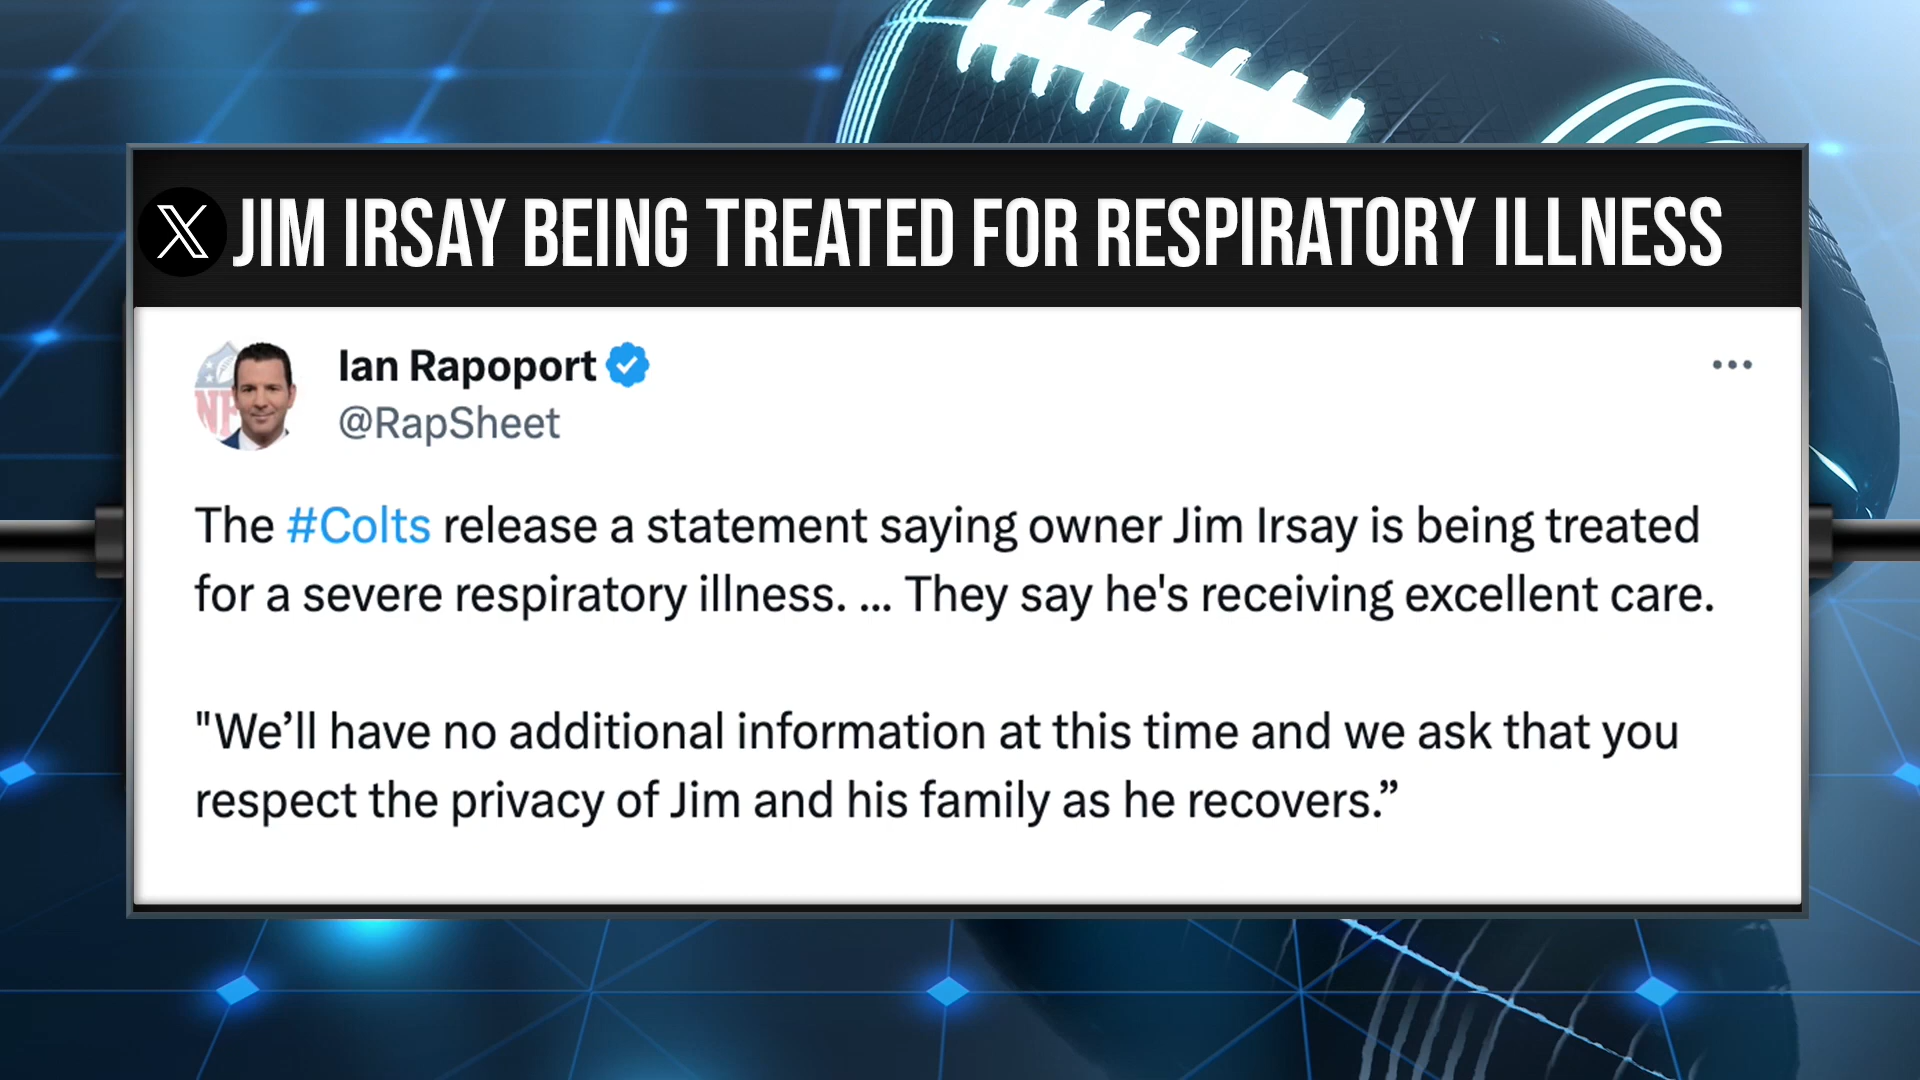 JIM IRSAY BEING TREATED FOR RESPIRATORY ILLNESS
Ian Rapoport
@RapSheet
The #Colts release a statement saying owner Jim Irsay is being treated
for a severe respiratory illness. ... They say he's receiving excellent care.
"We’ll have no additional information at this time and we ask that you
respect the privacy of Jim and his family as he recovers.”